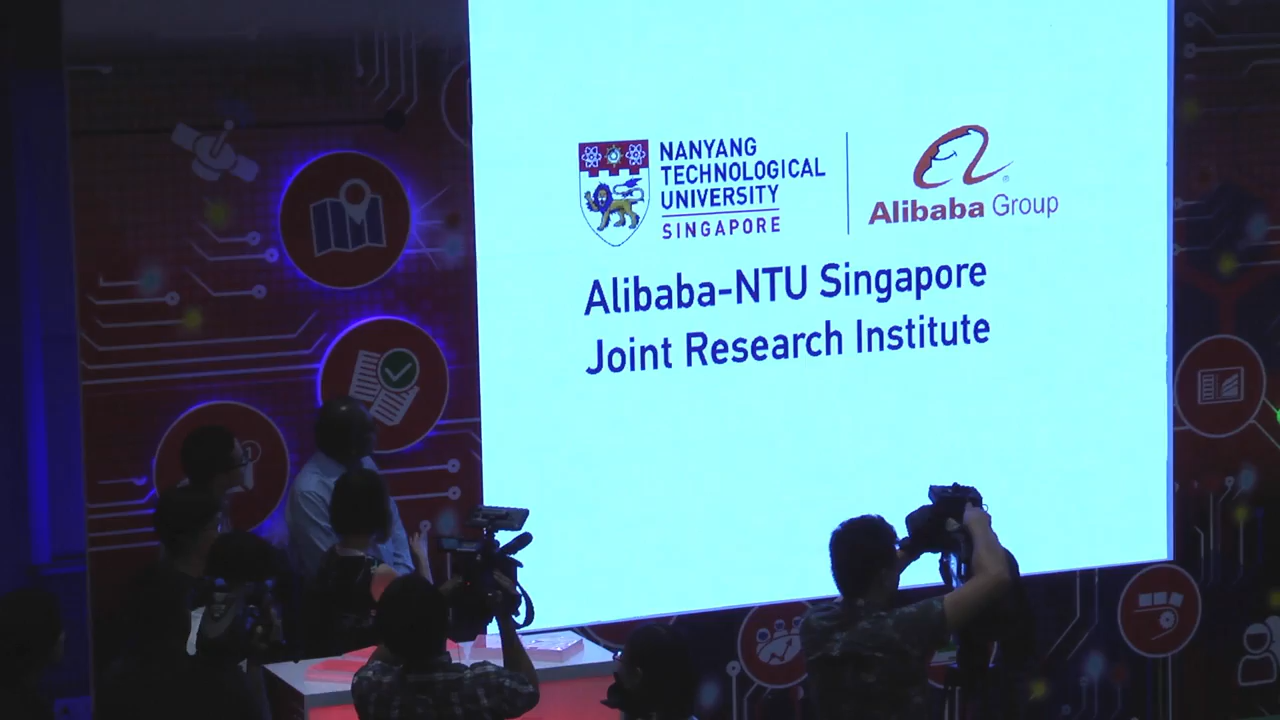 NANYANG
TECHNOLOGICAL
UNIVERSITY
SINGAPORE
Alibaba Group
Alibaba-NTU Singapore
Joint Research Institute